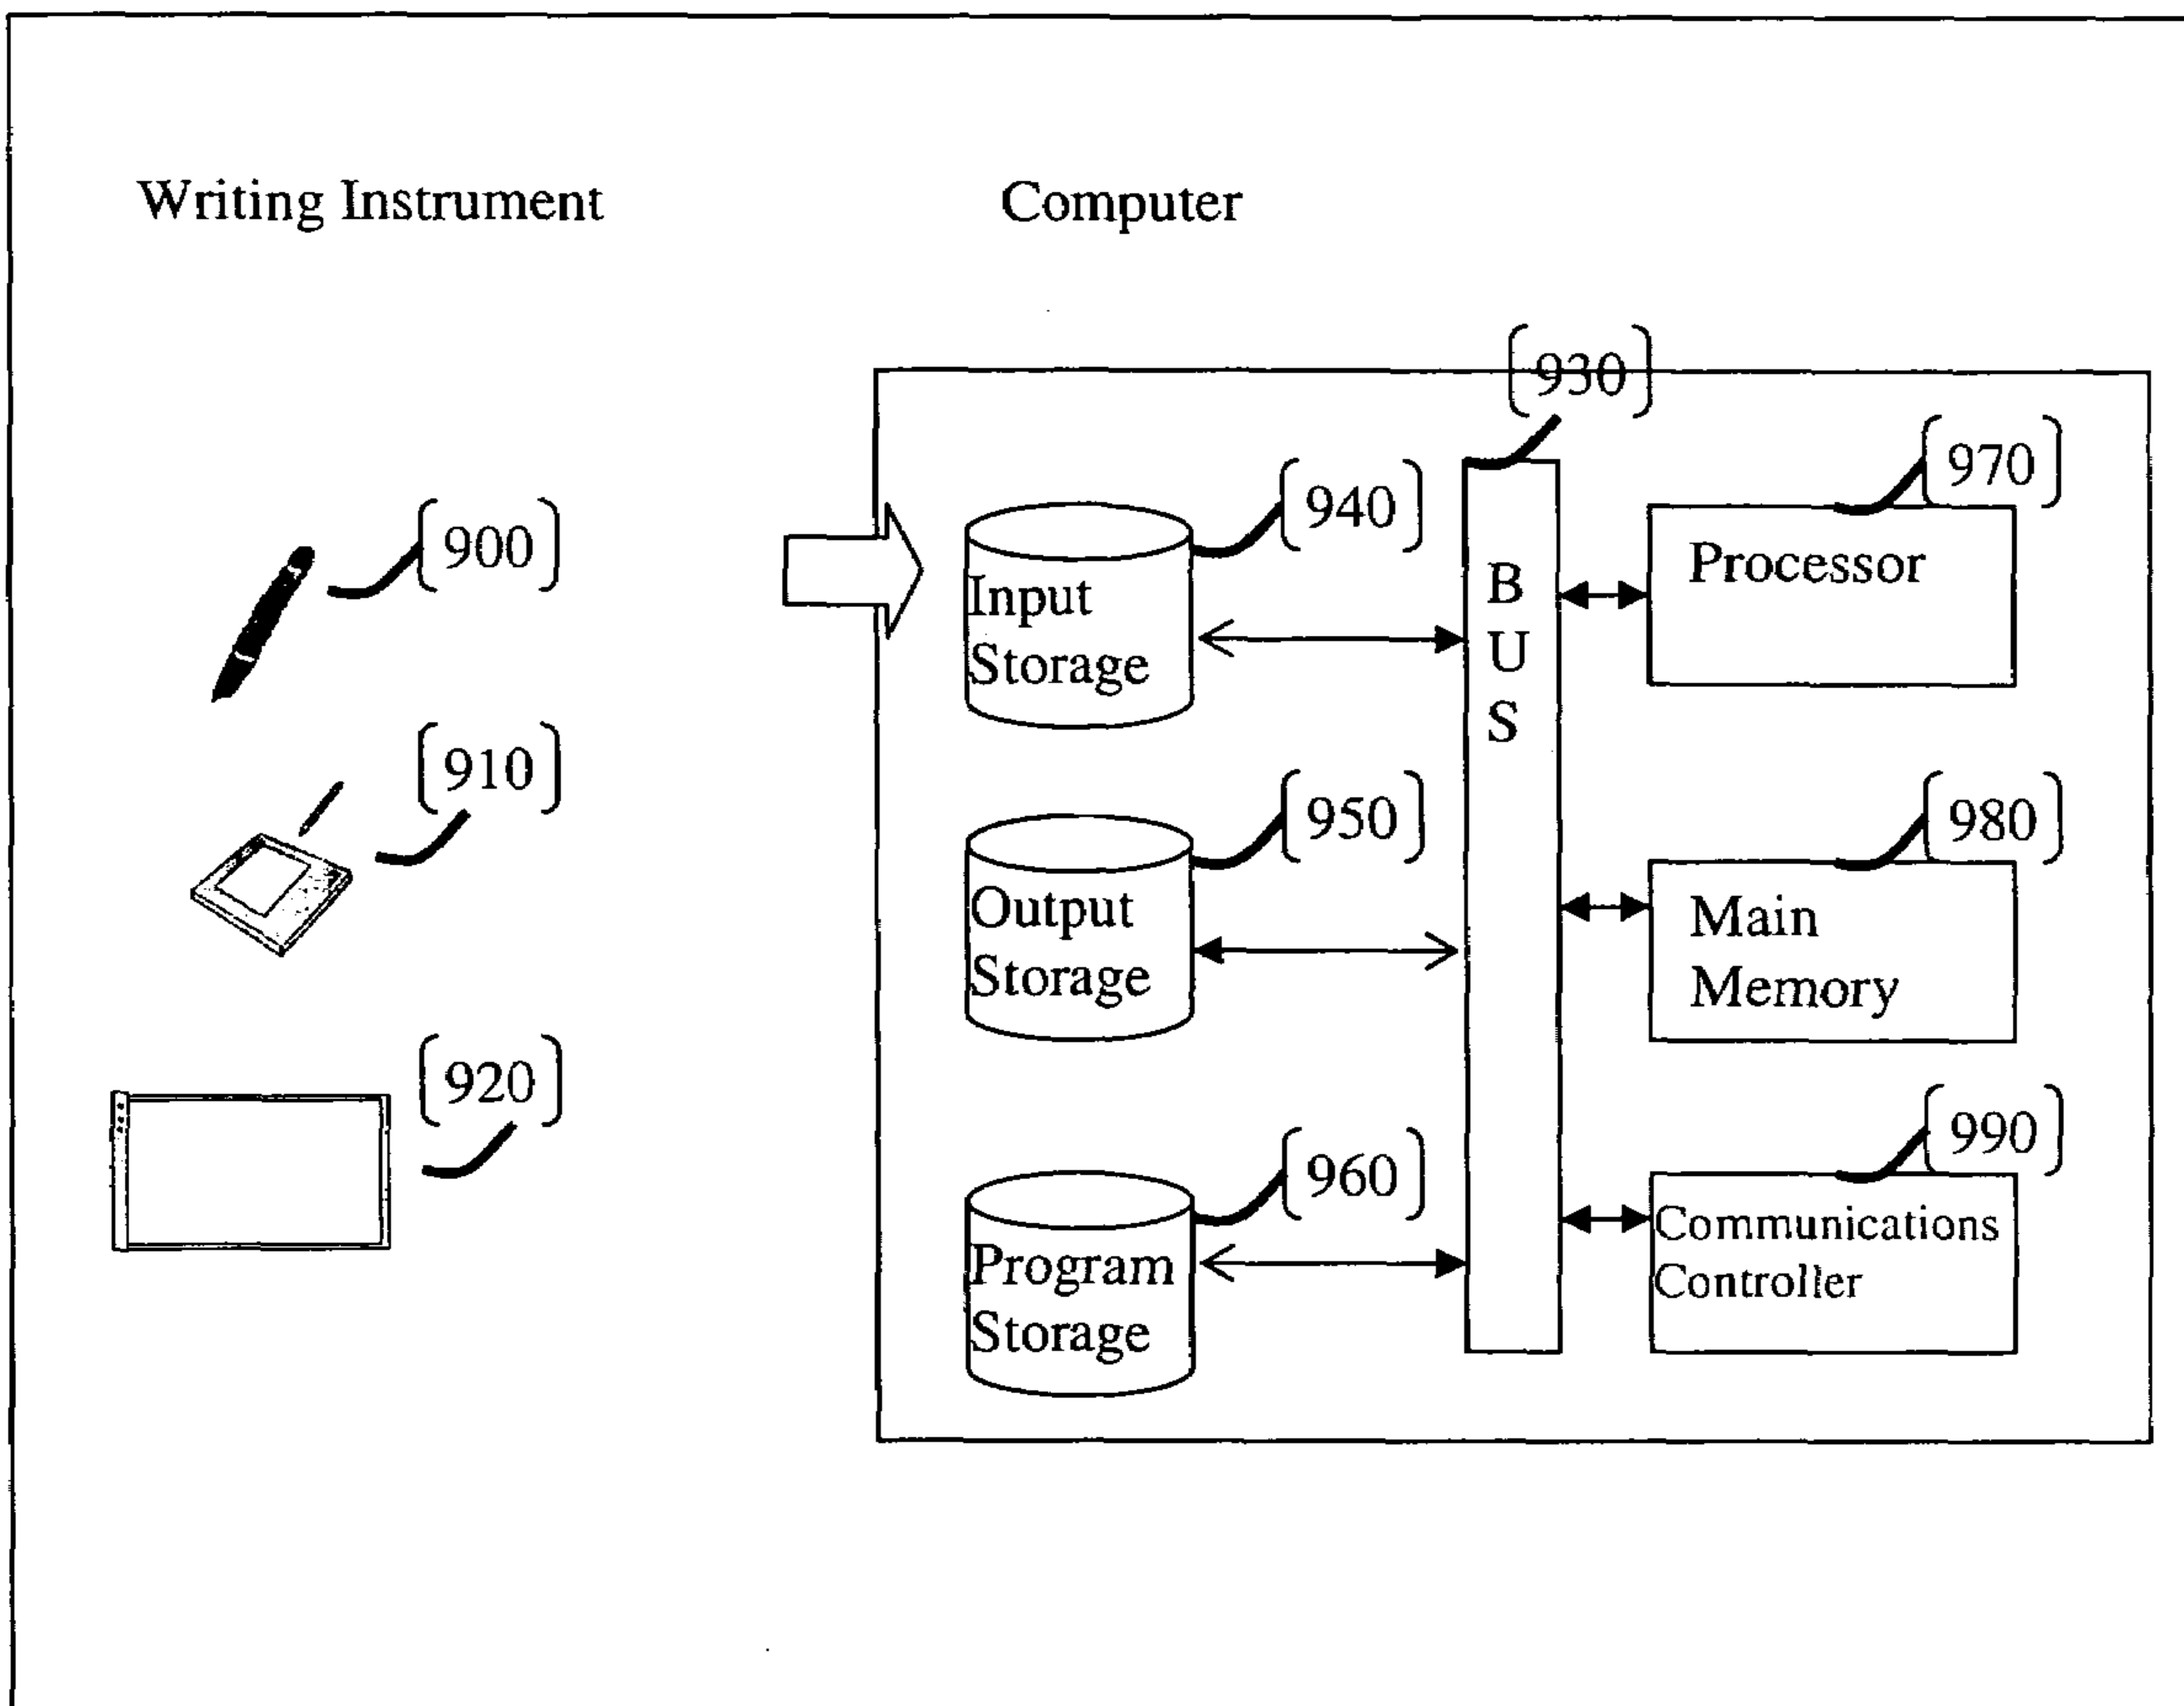 Writing Instrument
Computer
930
970
940
900
Processor
B
U
S
Input
Storage
910
950
980
Output
Storage
Main
Memory
920
960
990
Program
Storage
Communications
Controller